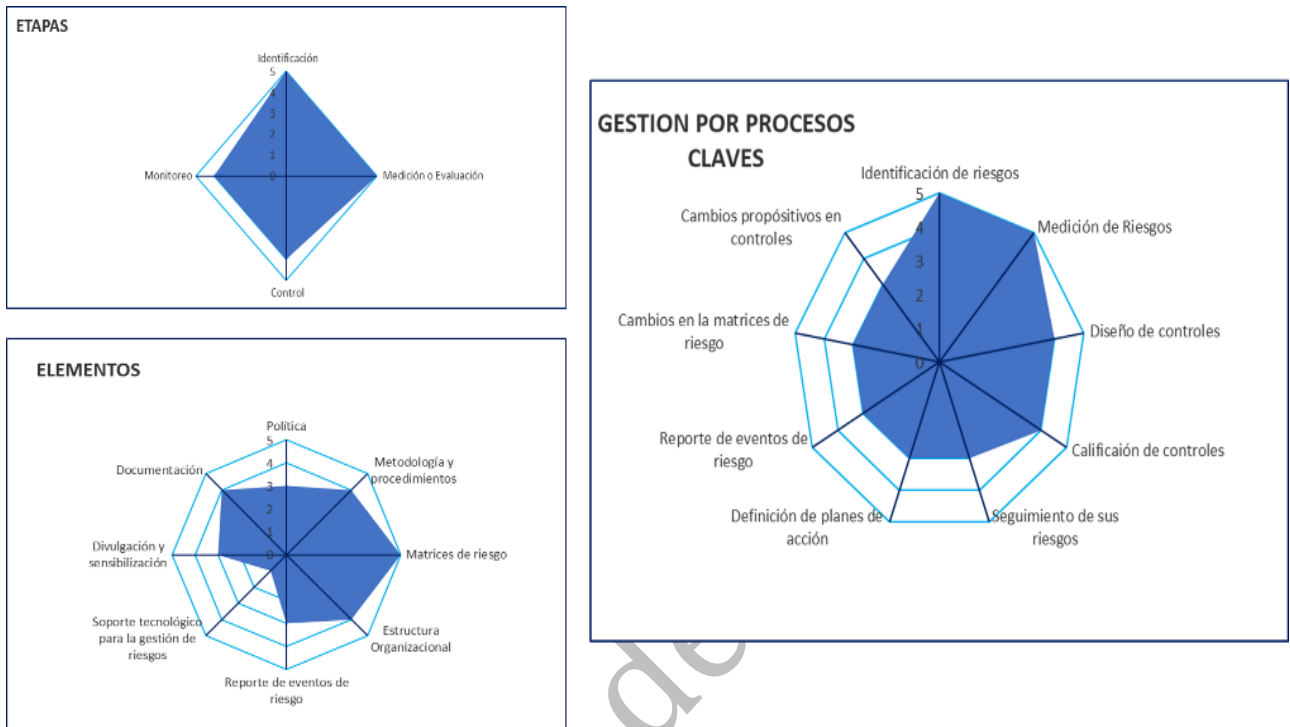 ETAPAS
Identificación
5
4
3
2
1
0
Monitoreo
Medición o Evaluación
Control
ELEMENTOS
Política
5
4
3
2
1
0
Documentación
Metodología y
procedimientos
Divulgación y
sensibilización
Matrices de riesgo
Soporte tecnológico
para la gestión de
riesgos
Estructura
Organizacional
Reporte de eventos de
riesgo
GESTION POR PROCESOS
CLAVES
Identificación de riesgos
5
4
3
2
1
0
Cambios propósitivos en
controles
Medición de Riesgos
Cambios en la matrices de
riesgo
Diseño de controles
Reporte de eventos de
riesgo
Calificaión de controles
Definición de planes de
acción
Seguimiento de sus
riesgos
de